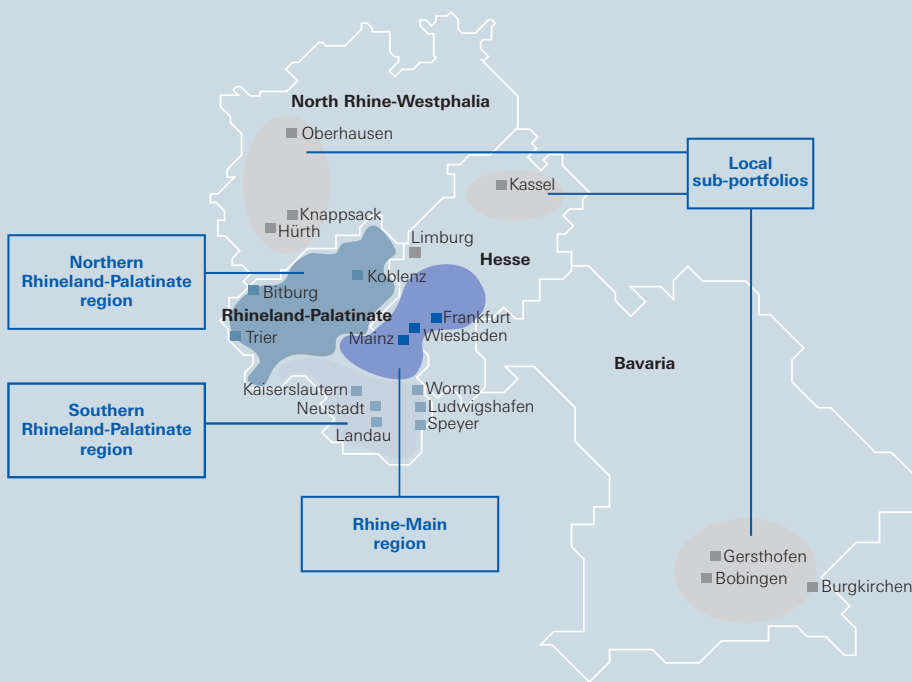 North Rhine-Westphalia
Oberhausen
Local
sub-portfolios
Kassel
Knappsack
Hürth
Limburg
Hesse
Northern
Rhineland-Palatinate
region
Koblenz
Bitburg
Rhineland-Palatinate
Frankfurt
Trier
Mainz
Wiesbaden
Bavaria
Kaiserslautern
Worms
Neustadt
Ludwigshafen
Landau
Speyer
Southern
Rhineland-Palatinate
region
Rhine-Main
region
Gersthofen
Bobingen
Burgkirchen